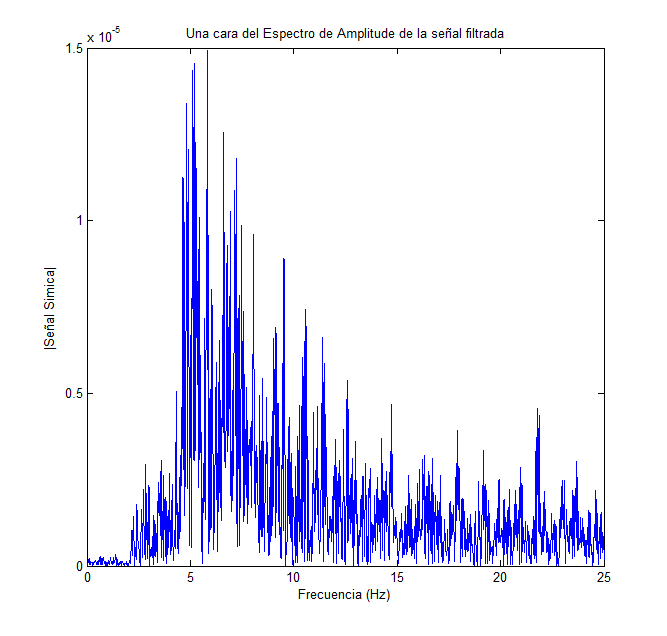 Una cara del Espectro de Amplitude de la señal filtrada
x 10^-5
1.5
1
0.5
0
|Señal Simica|
0 5 10 15 20 25
Frecuencia (Hz)